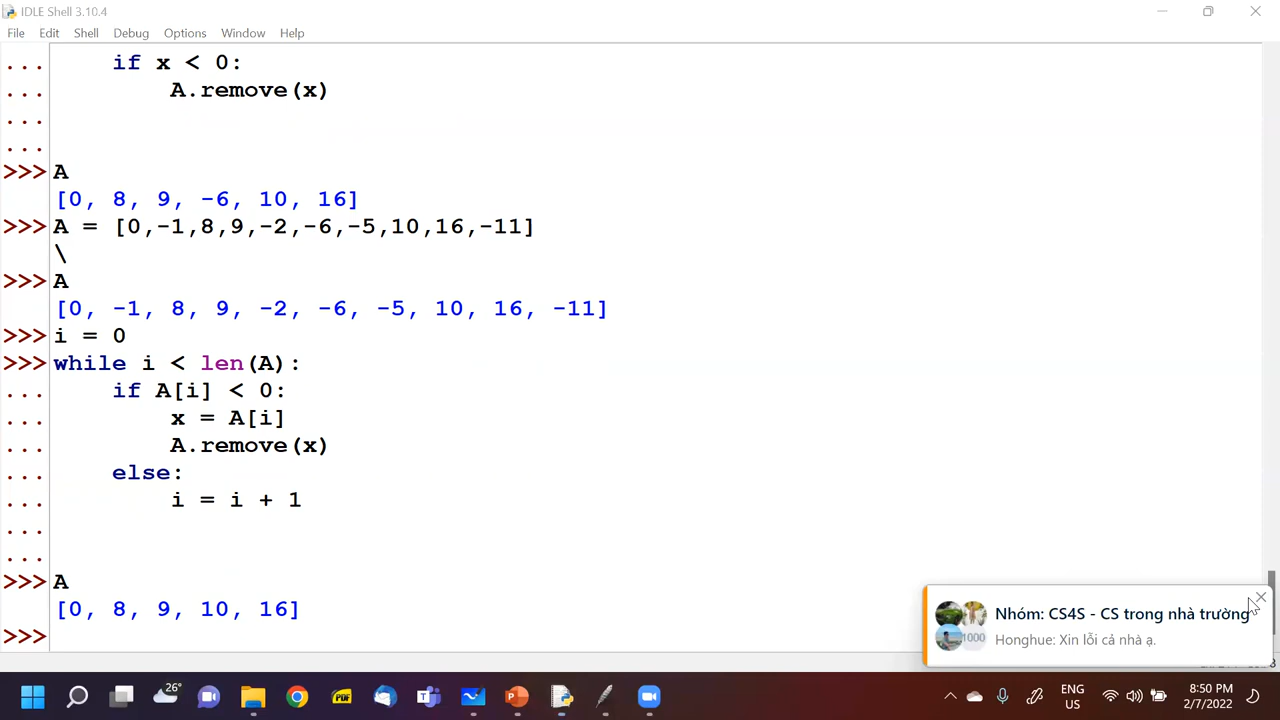 IDLE Shell 3.10.4
File Edit Shell Debug Options Window Help
... if x < 0:
... A.remove(x)
...
...
>>> A
[0, 8, 9, -6, 10, 16]
>>> A = [0,-1,8,9,-2,-6,-5,10,16,-11]
\
>>> A
[0, -1, 8, 9, -2, -6, -5, 10, 16, -11]
>>> i = 0
>>> while i < len(A):
... if A[i] < 0:
... x = A[i]
... A.remove(x)
... else:
... i = i + 1
...
...
>>> A
[0, 8, 9, 10, 16]
>>>
Nhóm: CS4S - CS trong nhà trường
Honghue: Xin lỗi cả nhà ạ.
1000
26°
PDF
ENG
US
8:50 PM
2/7/2022